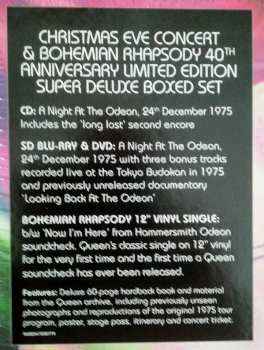 CHRISTMAS EVE CONCERT
& BOHEMIAN RHAPSODY 40TH
ANNIVERSARY LIMITED EDITION
SUPER DELUXE BOXED SET
CD: A Night At The Odeon, 24th December 1975
Includes the 'long lost' second encore
SD BLU-RAY & DVD: A Night At The Odeon,
24th December 1975 with three bonus tracks
recorded live at the Tokyo Budokan in 1975
and previously unreleased documentary
'Looking Back At The Odeon'
BOHEMIAN RHAPSODY 12" VINYL SINGLE:
b/w 'Now I'm Here' from Hammersmith Odeon
soundcheck. Queen's classic single on 12" vinyl
for the very first time and the first time a Queen
soundcheck has ever been released.
Features: Deluxe 60-page hardback book and material
from the Queen archive, including previously unseen
photographs and reproductions of the original 1975 tour
program, poster, stage pass, itinerary and concert ticket.